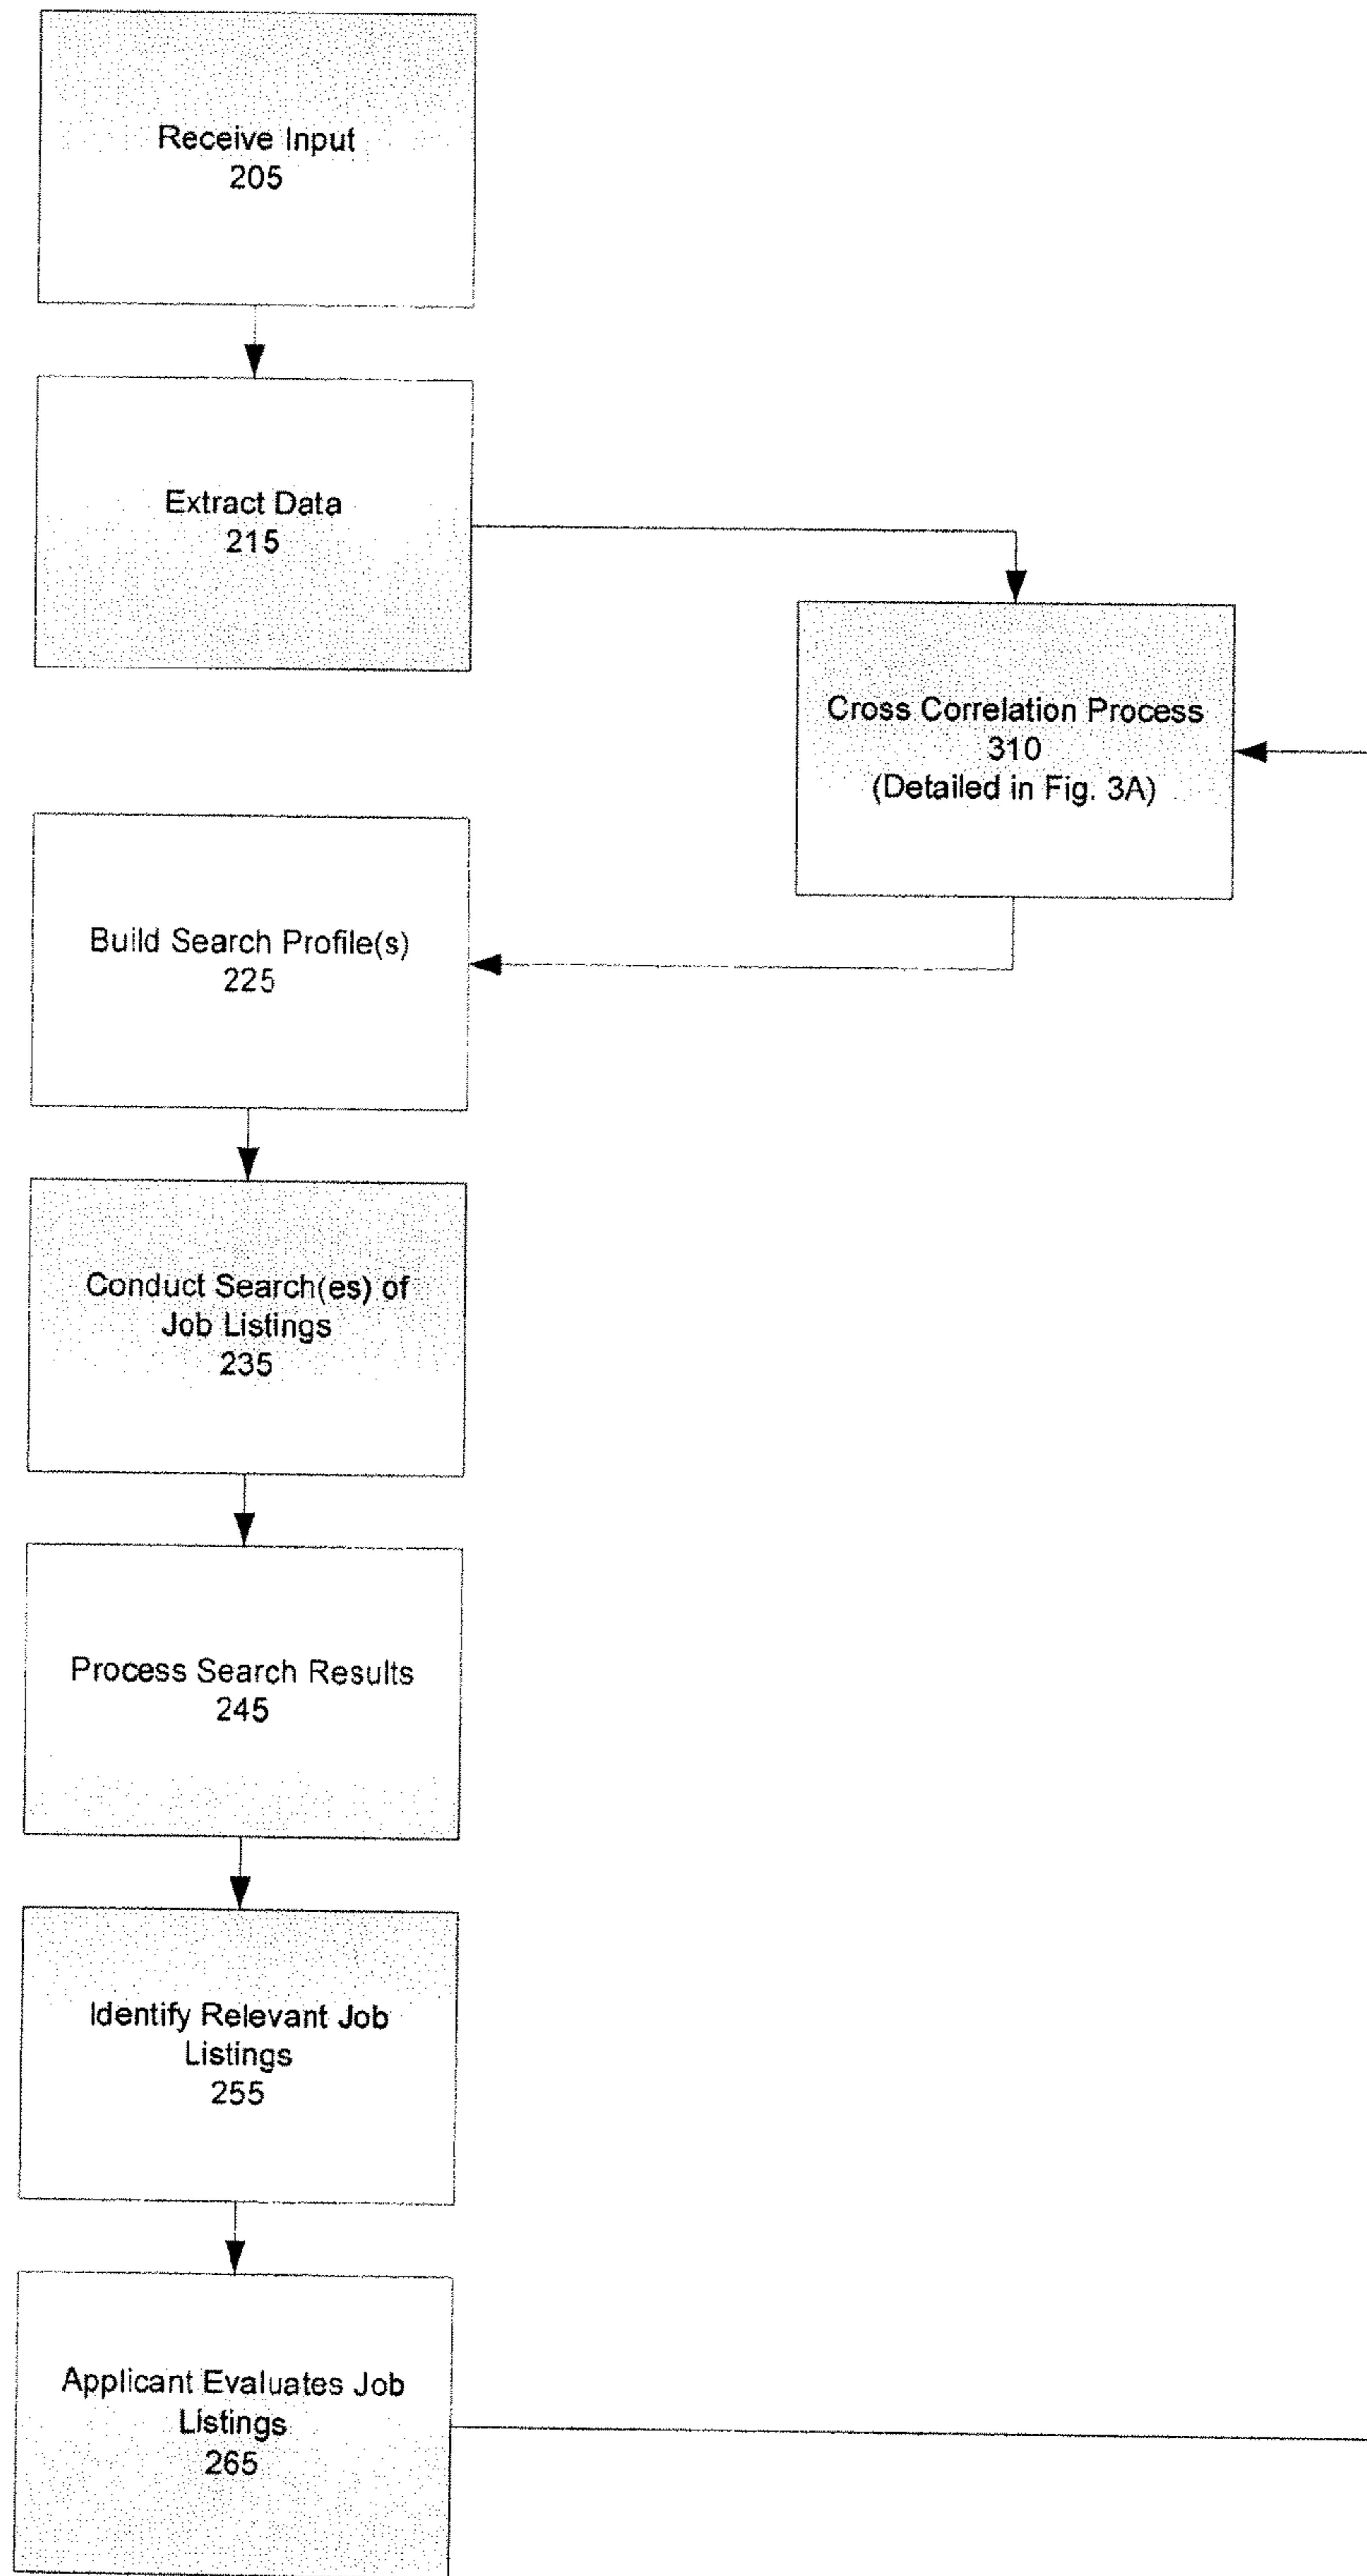 Receive Input
205
Extract Data
215
Cross Correlation Process
310
(Detailed in Fig. 3A)
Build Search Profile(s)
225
Conduct Search(es) of
Job Listings
235
Process Search Results
245
Identify Relevant Job
Listings
255
Applicant Evaluates Job
Listings
265